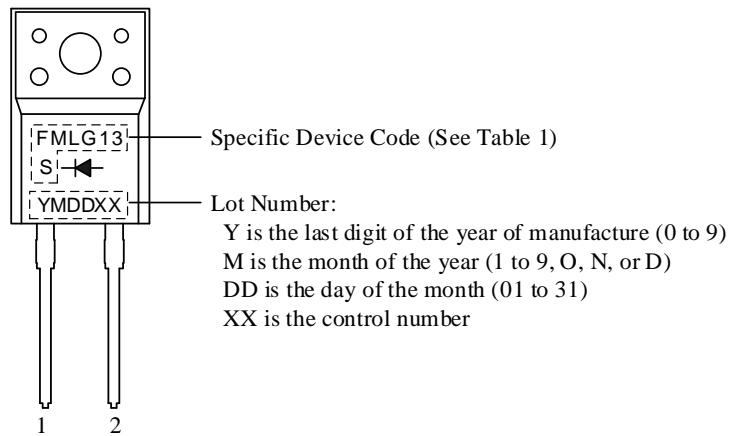 FMLG13
S
YMDDXX
Specific Device Code (See Table 1)
Lot Number:
Y is the last digit of the year of manufacture (0 to 9)
M is the month of the year (1 to 9, O, N, or D)
DD is the day of the month (01 to 31)
XX is the control number
1 2